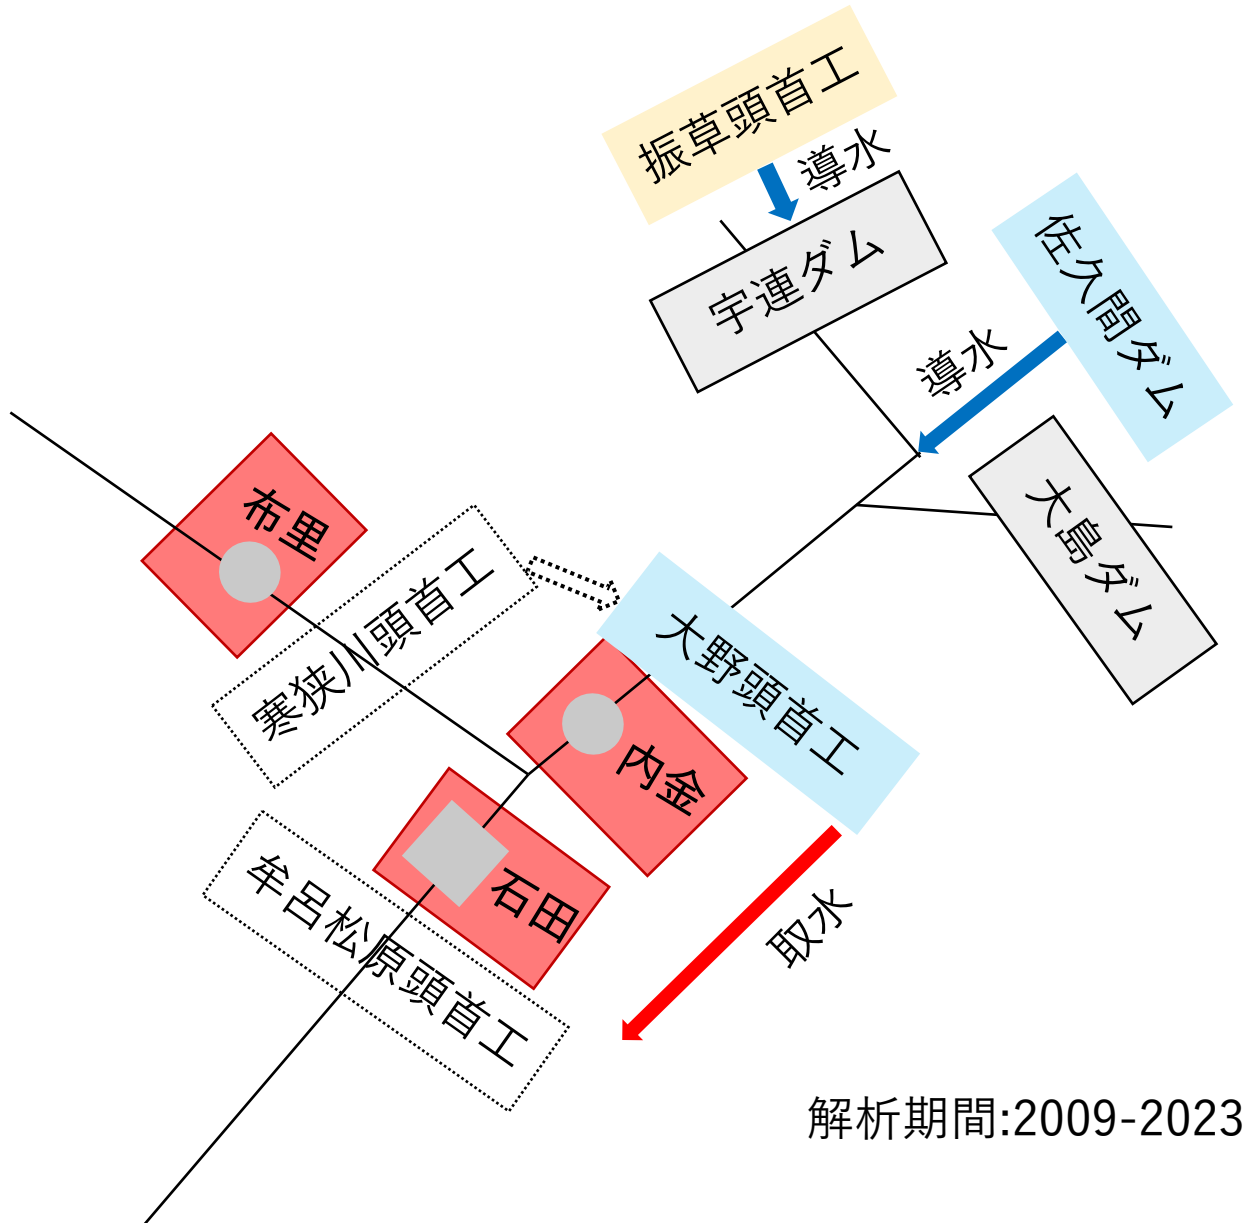 振草頭首工
導水
宇連ダム
佐久間ダム
導水
大島ダム
布里
寒狭川頭首工
大野頭首工
内金
石田
牟呂松原頭首工
取水
解析期間:2009-2023